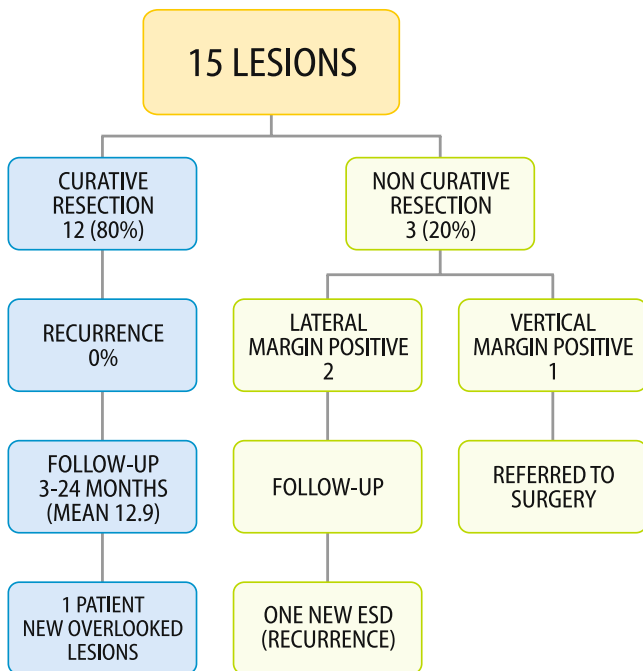 15 LESIONS
CURATIVE
RESECTION
12 (80%)
NON CURATIVE
RESECTION
3 (20%)
RECURRENCE
0%
LATERAL
MARGIN POSITIVE
2
VERTICAL
MARGIN POSITIVE
1
FOLLOW-UP
3-24 MONTHS
(MEAN 12.9)
FOLLOW-UP
REFERRED TO
SURGERY
1 PATIENT
NEW OVERLOOKED
LESIONS
ONE NEW ESD
(RECURRENCE)